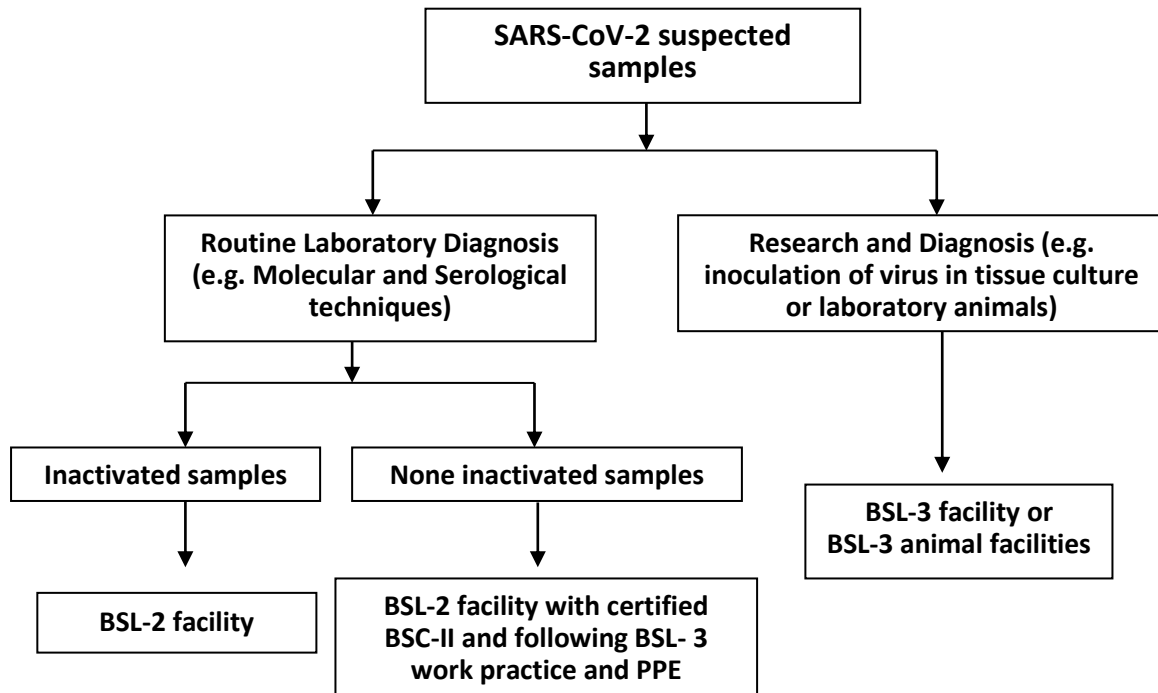 SARS-CoV-2 suspected
samples
Routine Laboratory Diagnosis
(e.g. Molecular and Serological
techniques)
Research and Diagnosis (e.g.
inoculation of virus in tissue culture
or laboratory animals)
Inactivated samples
None inactivated samples
BSL-3 facility or
BSL-3 animal facilities
BSL-2 facility
BSL-2 facility with certified
BSC-II and following BSL- 3
work practice and PPE